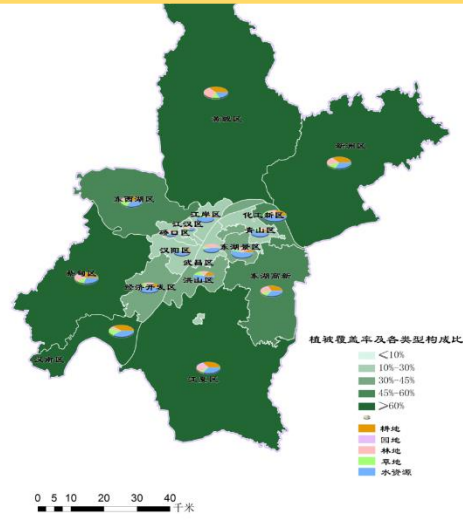 黄陂区
新洲区
东西湖区
江岸区
化工新区
江汉区
硚口区
青山区
汉阳区
东湖景区
武昌区
蔡甸区
洪山区
东湖高新
经济开发区
汉南区
江夏区
植被覆盖率及各类型构成比
≤10%
10%-30%
30%-45%
45%-60%
>60%
耕地
园地
林地
草地
水资源
0 5 10 20 30 40
千米